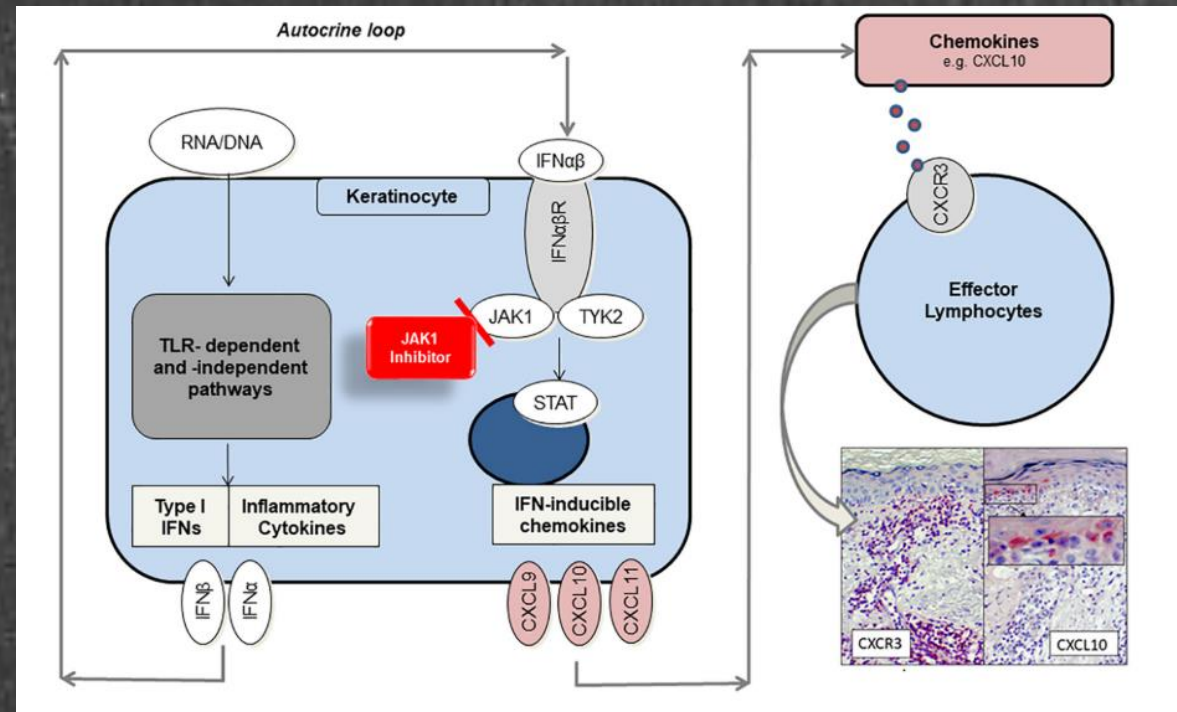 Autocrine loop
RNA/DNA
Keratinocyte
IFNαβ
IFNαβR
JAK1
TYK2
JAK1
Inhibitor
STAT
TLR- dependent
and -independent
pathways
Type I
IFNs
Inflammatory
Cytokines
IFN-inducible
chemokines
IFNβ
IFNα
CXCL9
CXCL10
CXCL11
Chemokines
e.g. CXCL10
CXCR3
Effector
Lymphocytes
CXCR3
CXCL10